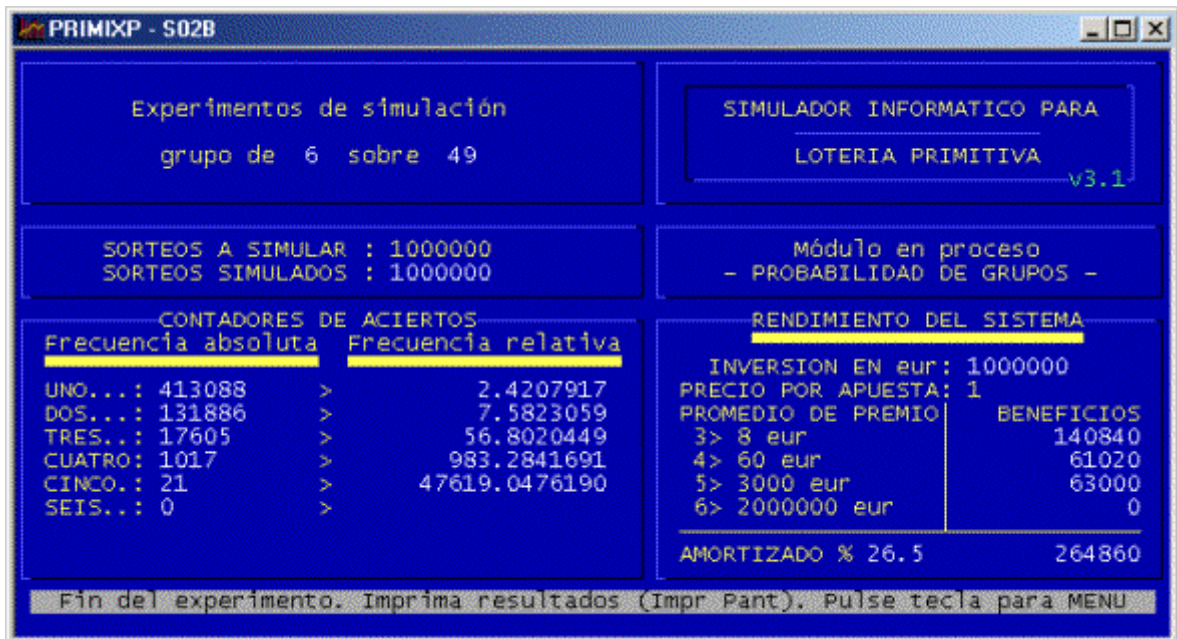 PRIMIXP - S02B
Experimentos de simulación
grupo de 6 sobre 49
SIMULADOR INFORMATICO PARA
LOTERIA PRIMITIVA
v3.1
SORTEOS A SIMULAR : 1000000
SORTEOS SIMULADOS : 1000000
Módulo en proceso
- PROBABILIDAD DE GRUPOS -
CONTADORES DE ACIERTOS
Frecuencia absoluta Frecuencia relativa
UNO...: 413088 > 2.4207917
DOS...: 131886 > 7.5823059
TRES..: 17605 > 56.8020449
CUATRO: 1017 > 983.2841691
CINCO.: 21 > 47619.0476190
SEIS..: 0 >
RENDIMIENTO DEL SISTEMA
INVERSION EN eur: 1000000
PRECIO POR APUESTA: 1
PROMEDIO DE PREMIO BENEFICIOS
3> 8 eur 140840
4> 60 eur 61020
5> 3000 eur 63000
6> 2000000 eur 0
AMORTIZADO % 26.5 264860
Fin del experimento. Imprima resultados (Impr Pant). Pulse tecla para MENU